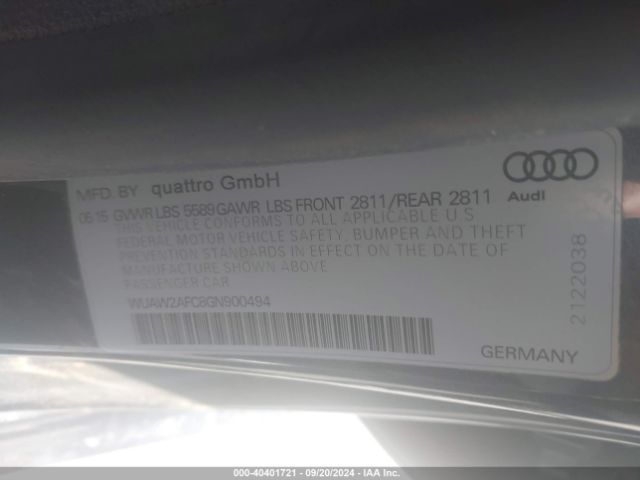 MFD. BY quattro GmbH
06 15 GVWR LBS 5589 GAWR LBS FRONT 2811/REAR 2811
THIS VEHICLE CONFORMS TO ALL APPLICABLE U S
FEDERAL MOTOR VEHICLE SAFETY, BUMPER AND THEFT
PREVENTION STANDARDS IN EFFECT ON THE DATE OF
MANUFACTURE SHOWN ABOVE
PASSENGER CAR
WUAW2AFC8GN900494
Audi
2122038
GERMANY
000-40401721 - 09/20/2024 - IAA Inc.